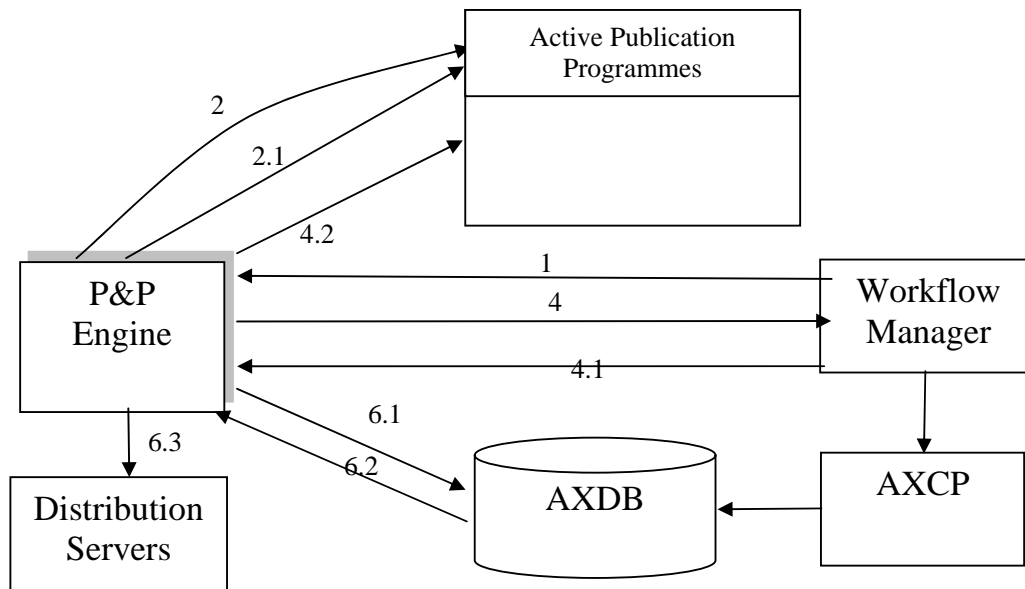 Active Publication
Programmes
2
2.1
4.2
1
P&P
Engine
Workflow
Manager
4
4.1
6.1
6.2
6.3
AXDB
AXCP
Distribution
Servers